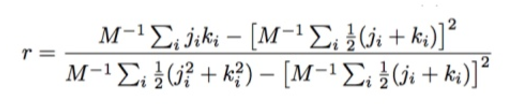 r = \frac{M^{-1} \sum_i j_i k_i - \left[ M^{-1} \sum_i \frac{1}{2} (j_i + k_i) \right]^2}{M^{-1} \sum_i \frac{1}{2} (j_i^2 + k_i^2) - \left[ M^{-1} \sum_i \frac{1}{2} (j_i + k_i) \right]^2}